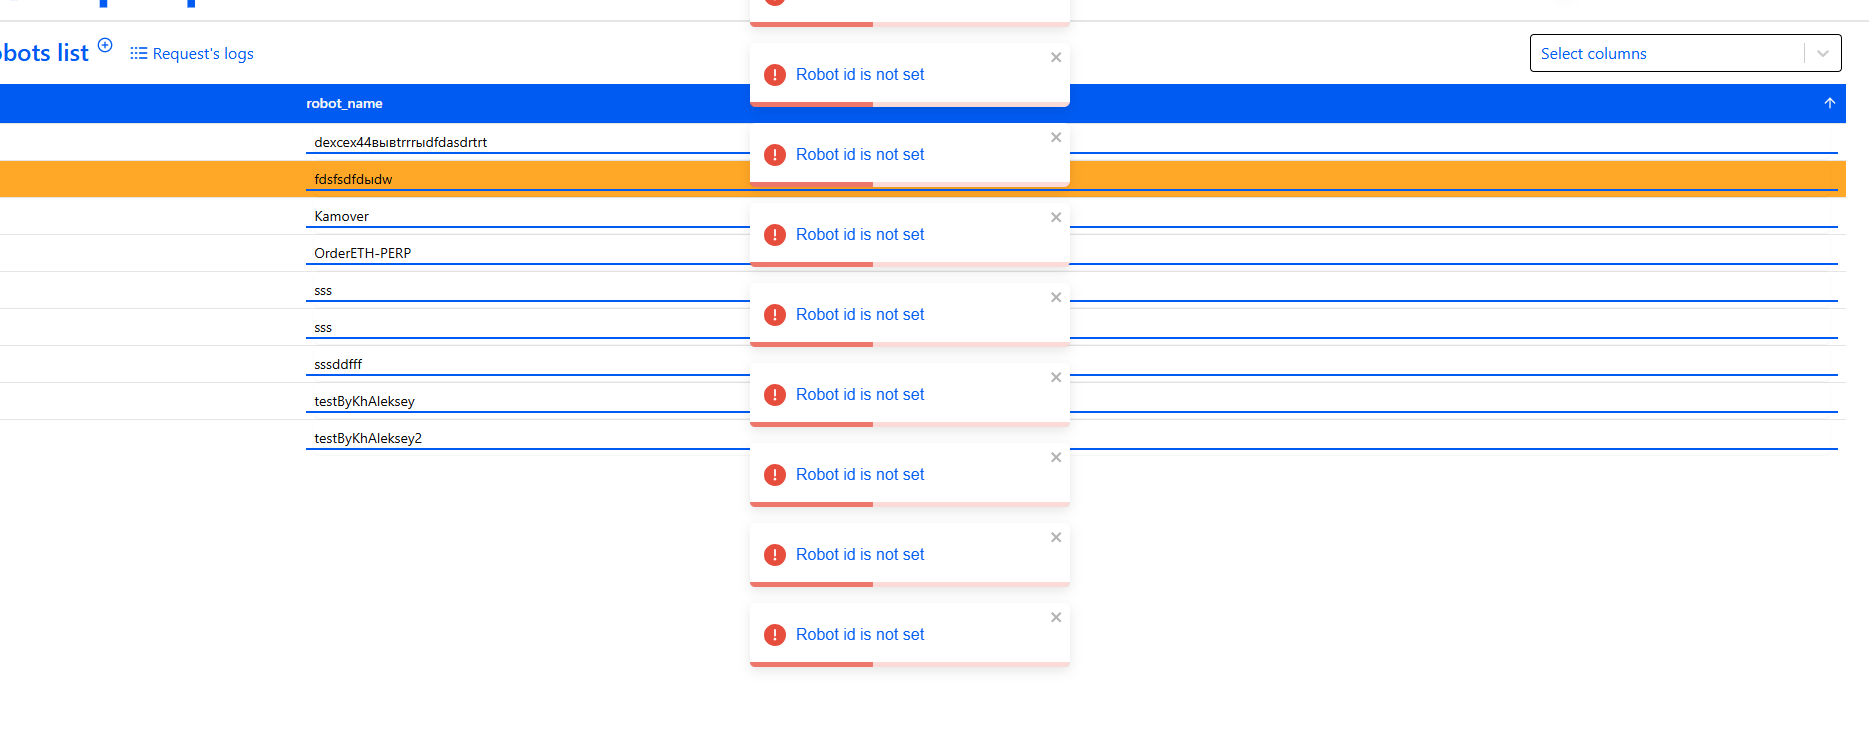 obots list
Request's logs
Select columns
robot_name
dexcex44вывtrrrыdfdasdrtrt
fdsfsdfdыdw
Kamover
OrderETH-PERP
sss
sss
sssddfff
testByKhAleksey
testByKhAleksey2
Robot id is not set
Robot id is not set
Robot id is not set
Robot id is not set
Robot id is not set
Robot id is not set
Robot id is not set
Robot id is not set